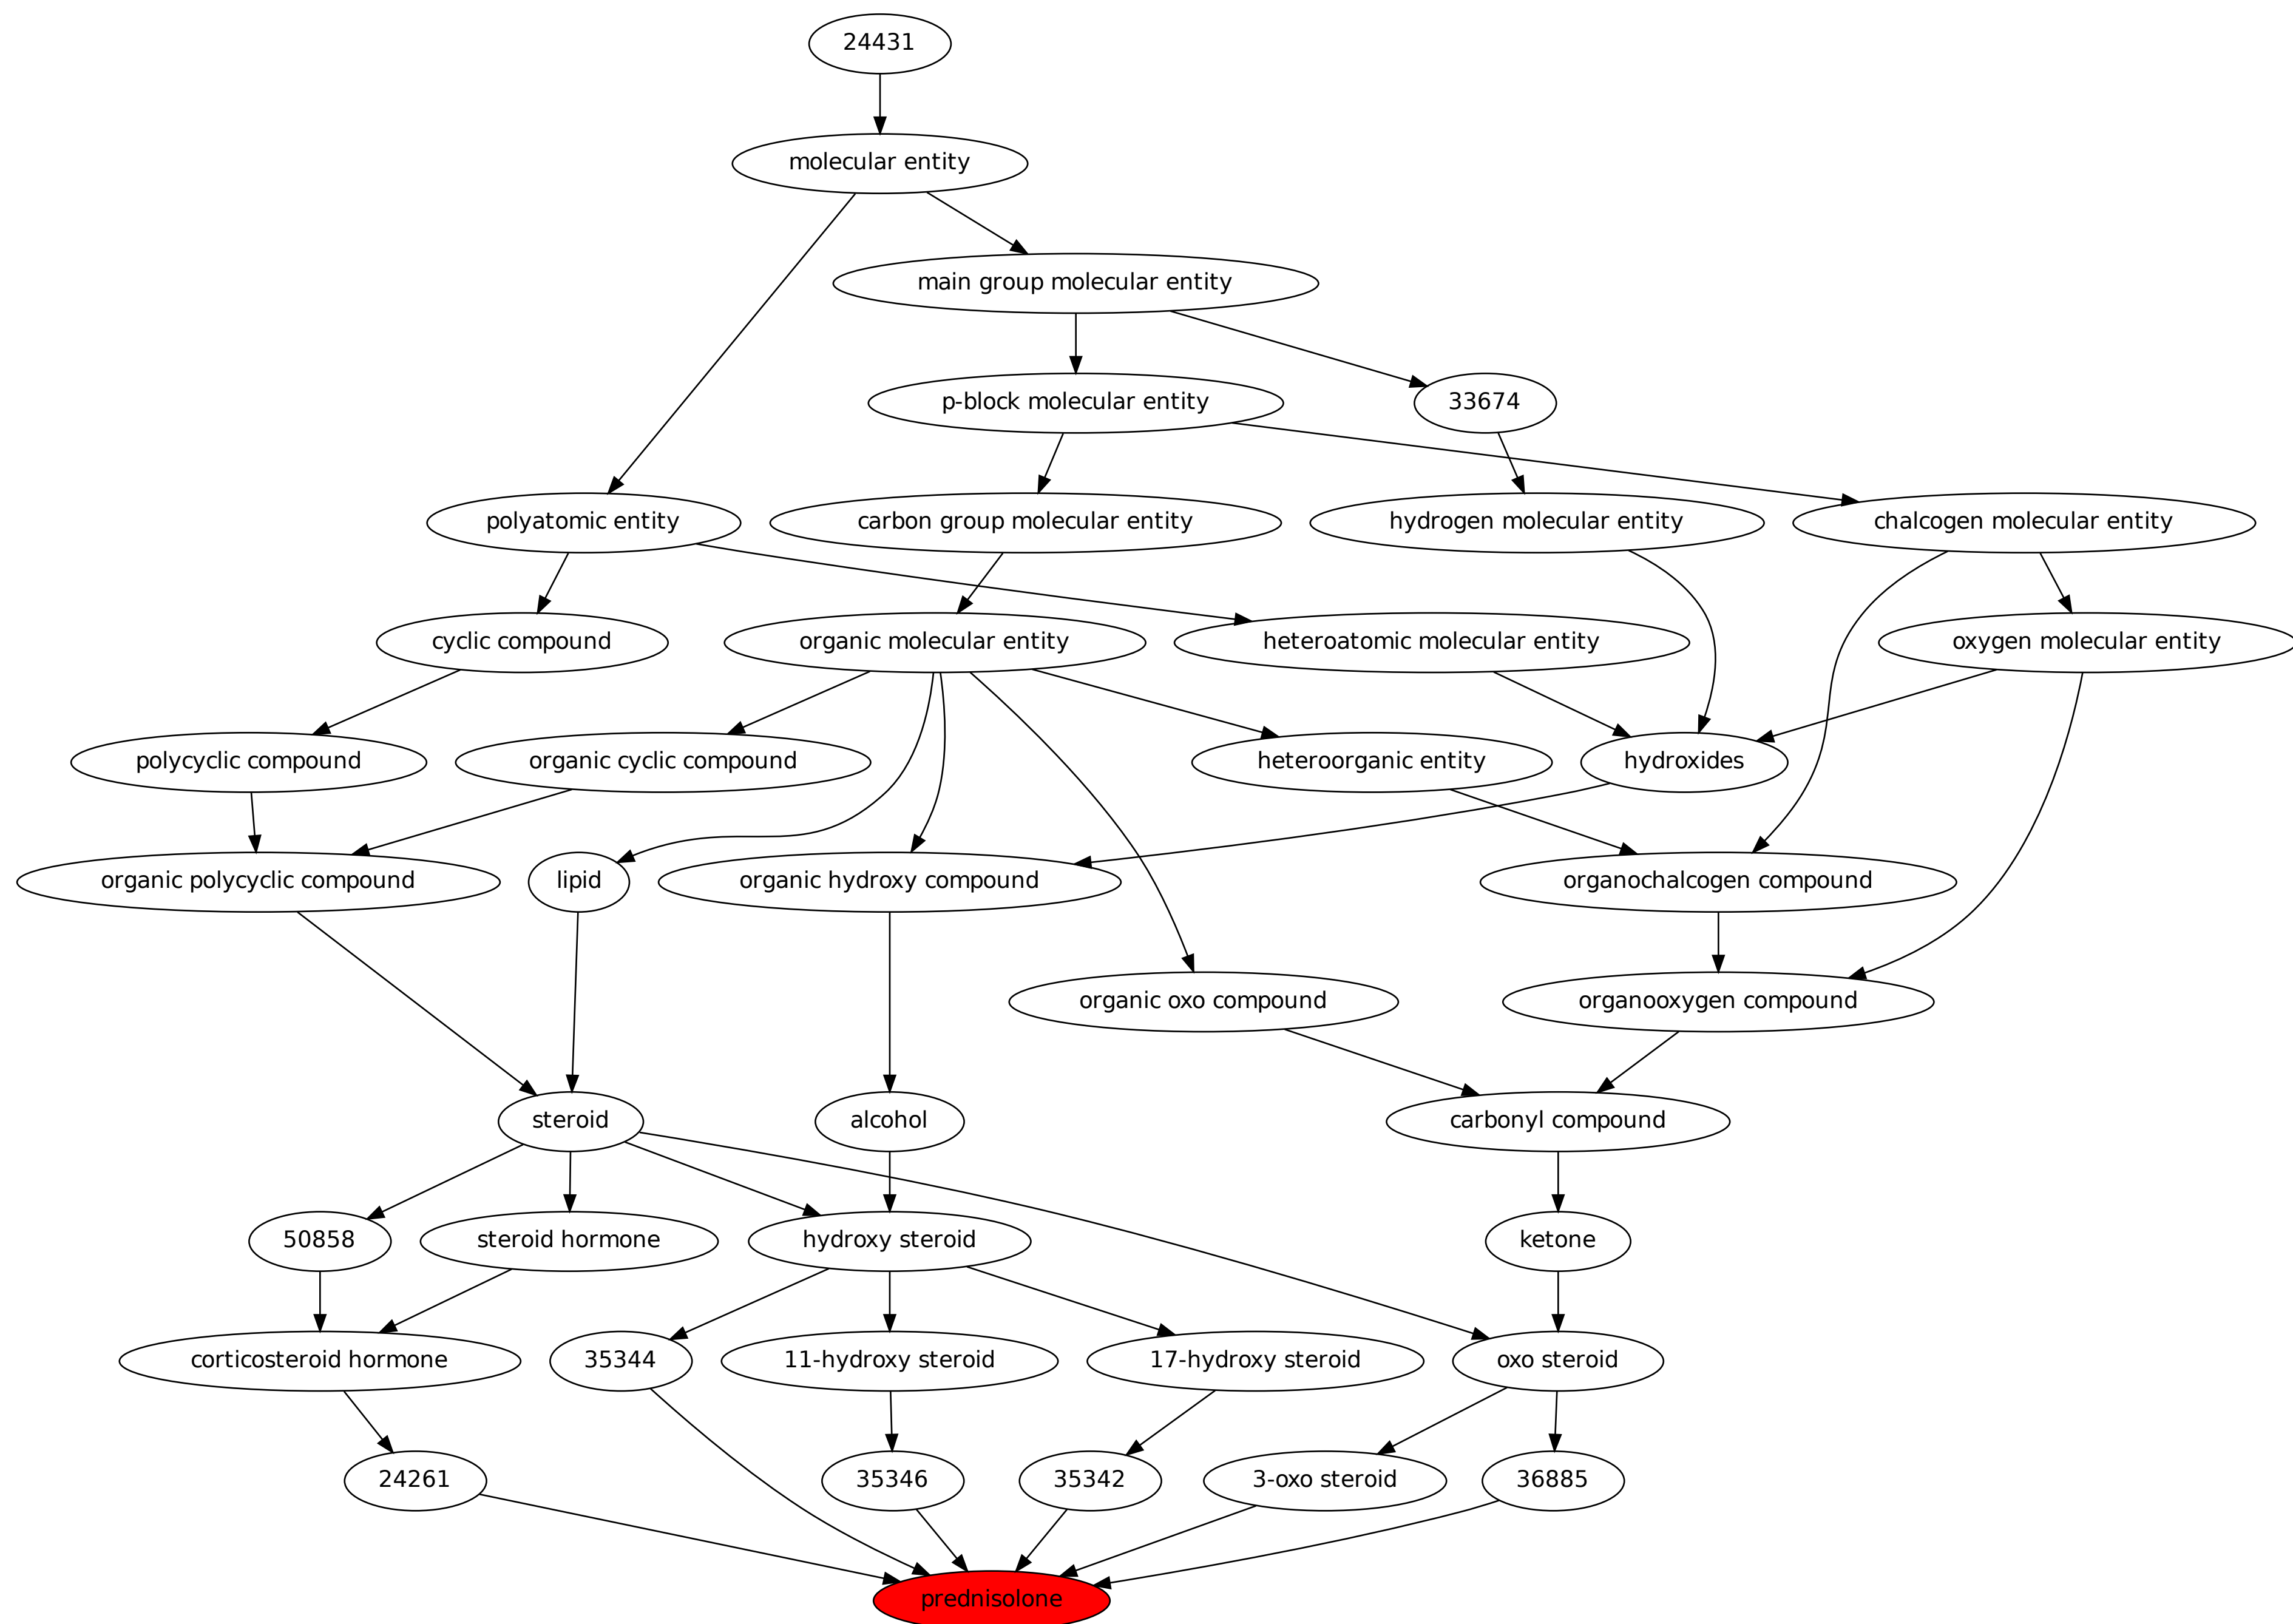 24431
molecular entity
main group molecular entity
p-block molecular entity
33674
polyatomic entity
carbon group molecular entity
hydrogen molecular entity
chalcogen molecular entity
cyclic compound
organic molecular entity
heteroatomic molecular entity
oxygen molecular entity
polycyclic compound
organic cyclic compound
heteroorganic entity
hydroxides
organic polycyclic compound
lipid
organic hydroxy compound
organochalcogen compound
organic oxo compound
organooxygen compound
steroid
alcohol
carbonyl compound
50858
steroid hormone
hydroxy steroid
ketone
corticosteroid hormone
35344
11-hydroxy steroid
17-hydroxy steroid
oxo steroid
24261
35346
35342
3-oxo steroid
36885
prednisolone